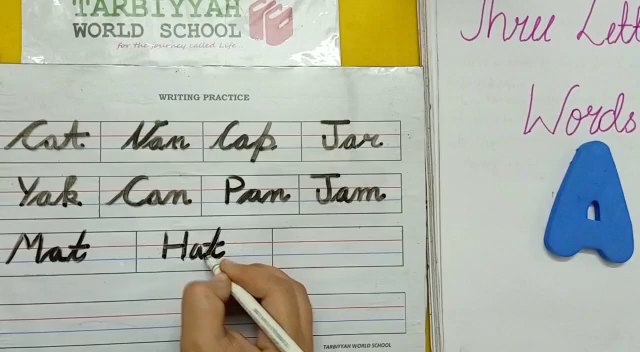 TARBIYYAH
WORLD SCHOOL
for the journey called Life...
WRITING PRACTICE
Cat Nan Cap Jar
Yak Can Pan Jam
Mat Hat
TARBIYYAH WORLD SCHOOL
Three Lett
Words
A